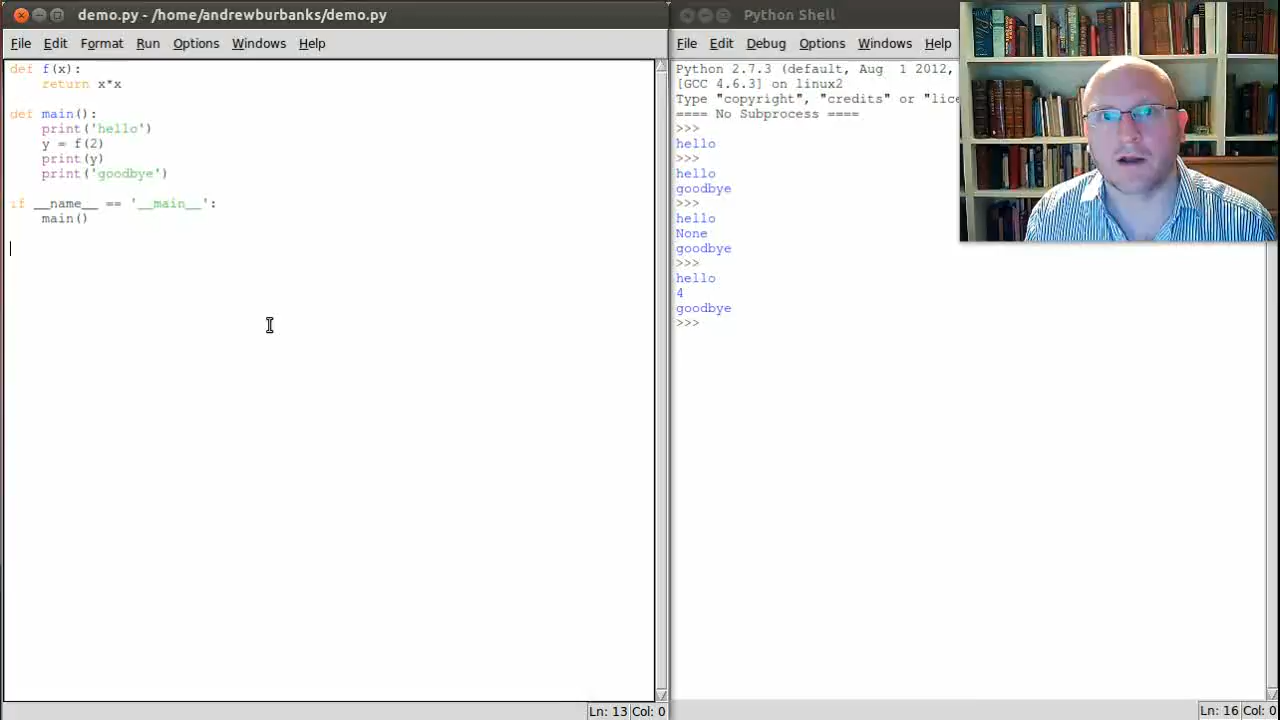 demo.py - /home/andrewburbanks/demo.py
File Edit Format Run Options Windows Help
def f(x):
    return x*x
def main():
    print('hello')
    y = f(2)
    print(y)
    print('goodbye')
if __name__ == '__main__':
    main()
Ln: 13 Col: 0
Python Shell
File Edit Debug Options Windows Help
Python 2.7.3 (default, Aug  1 2012,
[GCC 4.6.3] on linux2
Type "copyright", "credits" or "lice
==== No Subprocess ====
>>>
hello
>>>
hello
goodbye
>>>
hello
None
goodbye
>>>
hello
4
goodbye
>>>
Ln: 16 Col: 0